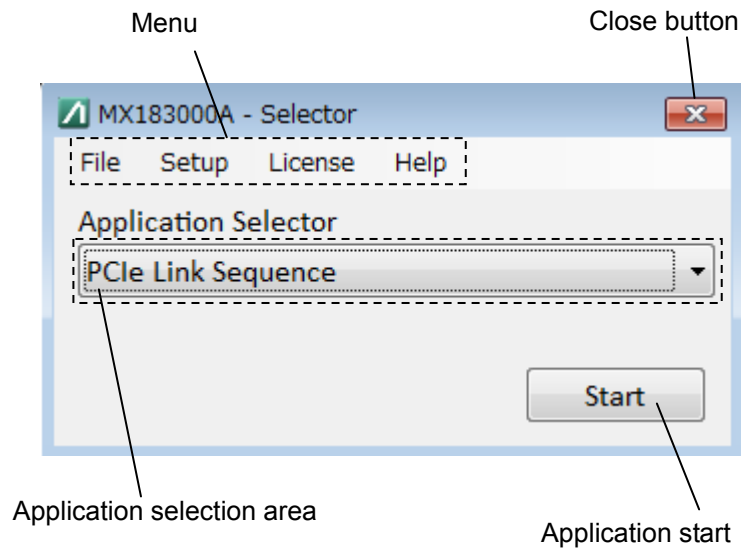 Menu
Close button
MX183000A - Selector
File Setup License Help
Application Selector
PCIe Link Sequence
Start
Application selection area
Application start